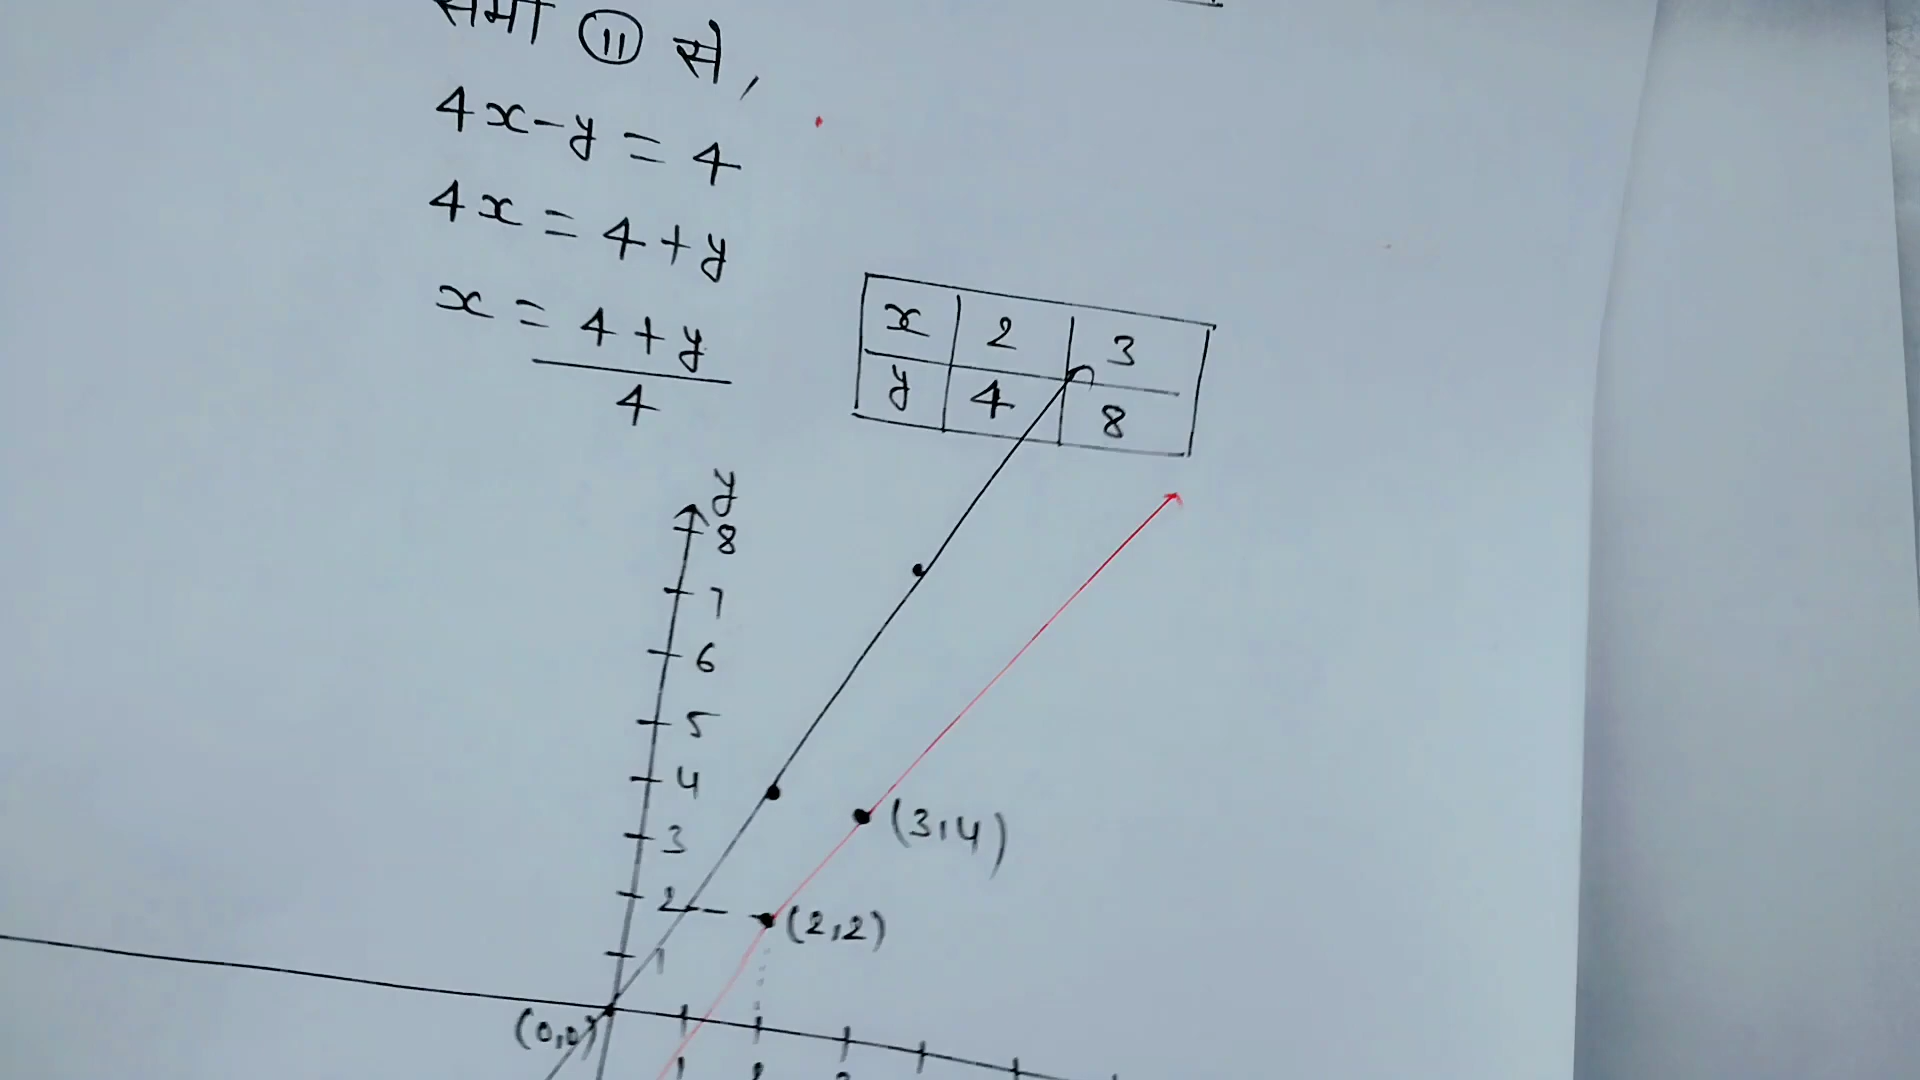 समी (11) से,
4x-y = 4
4x = 4+y
x = 4+y
4
x 2 3
y 4 8
y
8
7
6
5
4
3
2
1
(3,4)
(2,2)
(0,0)